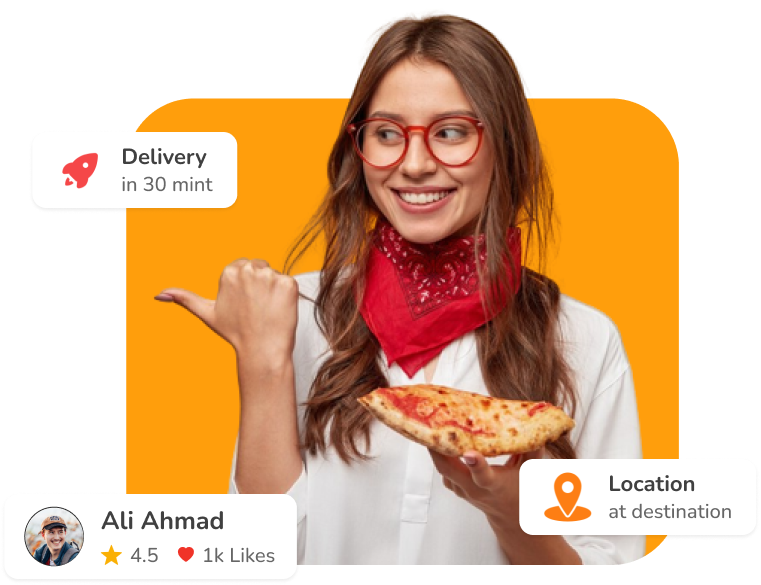 Delivery
in 30 mint
Location
at destination
Ali Ahmad
4.5 1k Likes